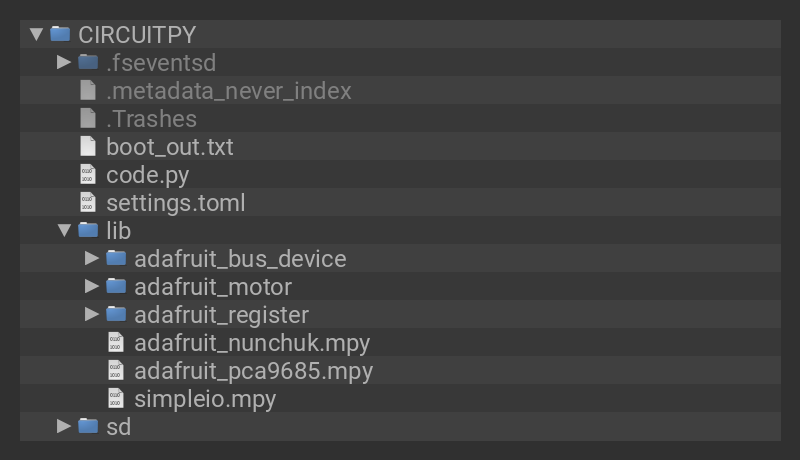 CIRCUITPY
.fseventsd
.metadata_never_index
.Trashes
boot_out.txt
code.py
settings.toml
lib
adafruit_bus_device
adafruit_motor
adafruit_register
adafruit_nunchuk.mpy
adafruit_pca9685.mpy
simpleio.mpy
sd